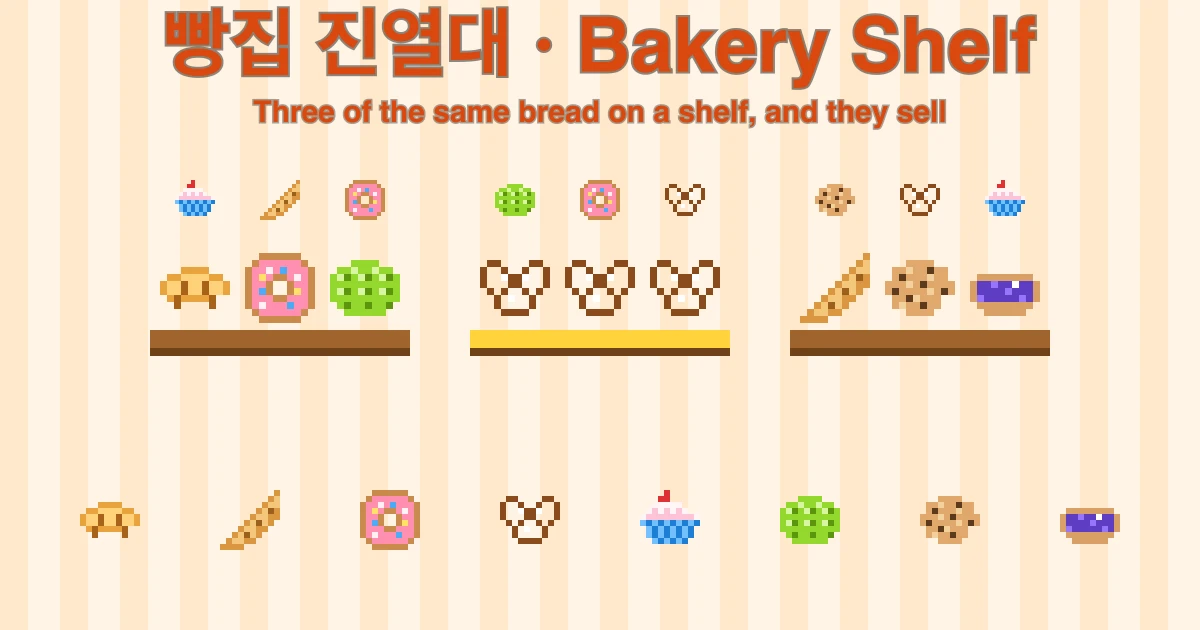 빵집 진열대 · Bakery Shelf
Three of the same bread on a shelf, and they sell